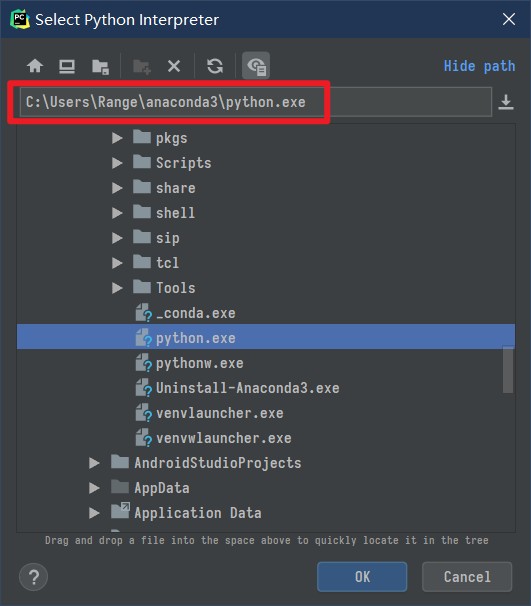 PC Select Python Interpreter
Hide path
C:\Users\Range\anaconda3\python.exe
pkgs
Scripts
share
shell
sip
tcl
Tools
_conda.exe
python.exe
pythonw.exe
Uninstall-Anaconda3.exe
venvlauncher.exe
venvwlauncher.exe
AndroidStudioProjects
AppData
Application Data
Drag and drop a file into the space above to quickly locate it in the tree
? OK Cancel